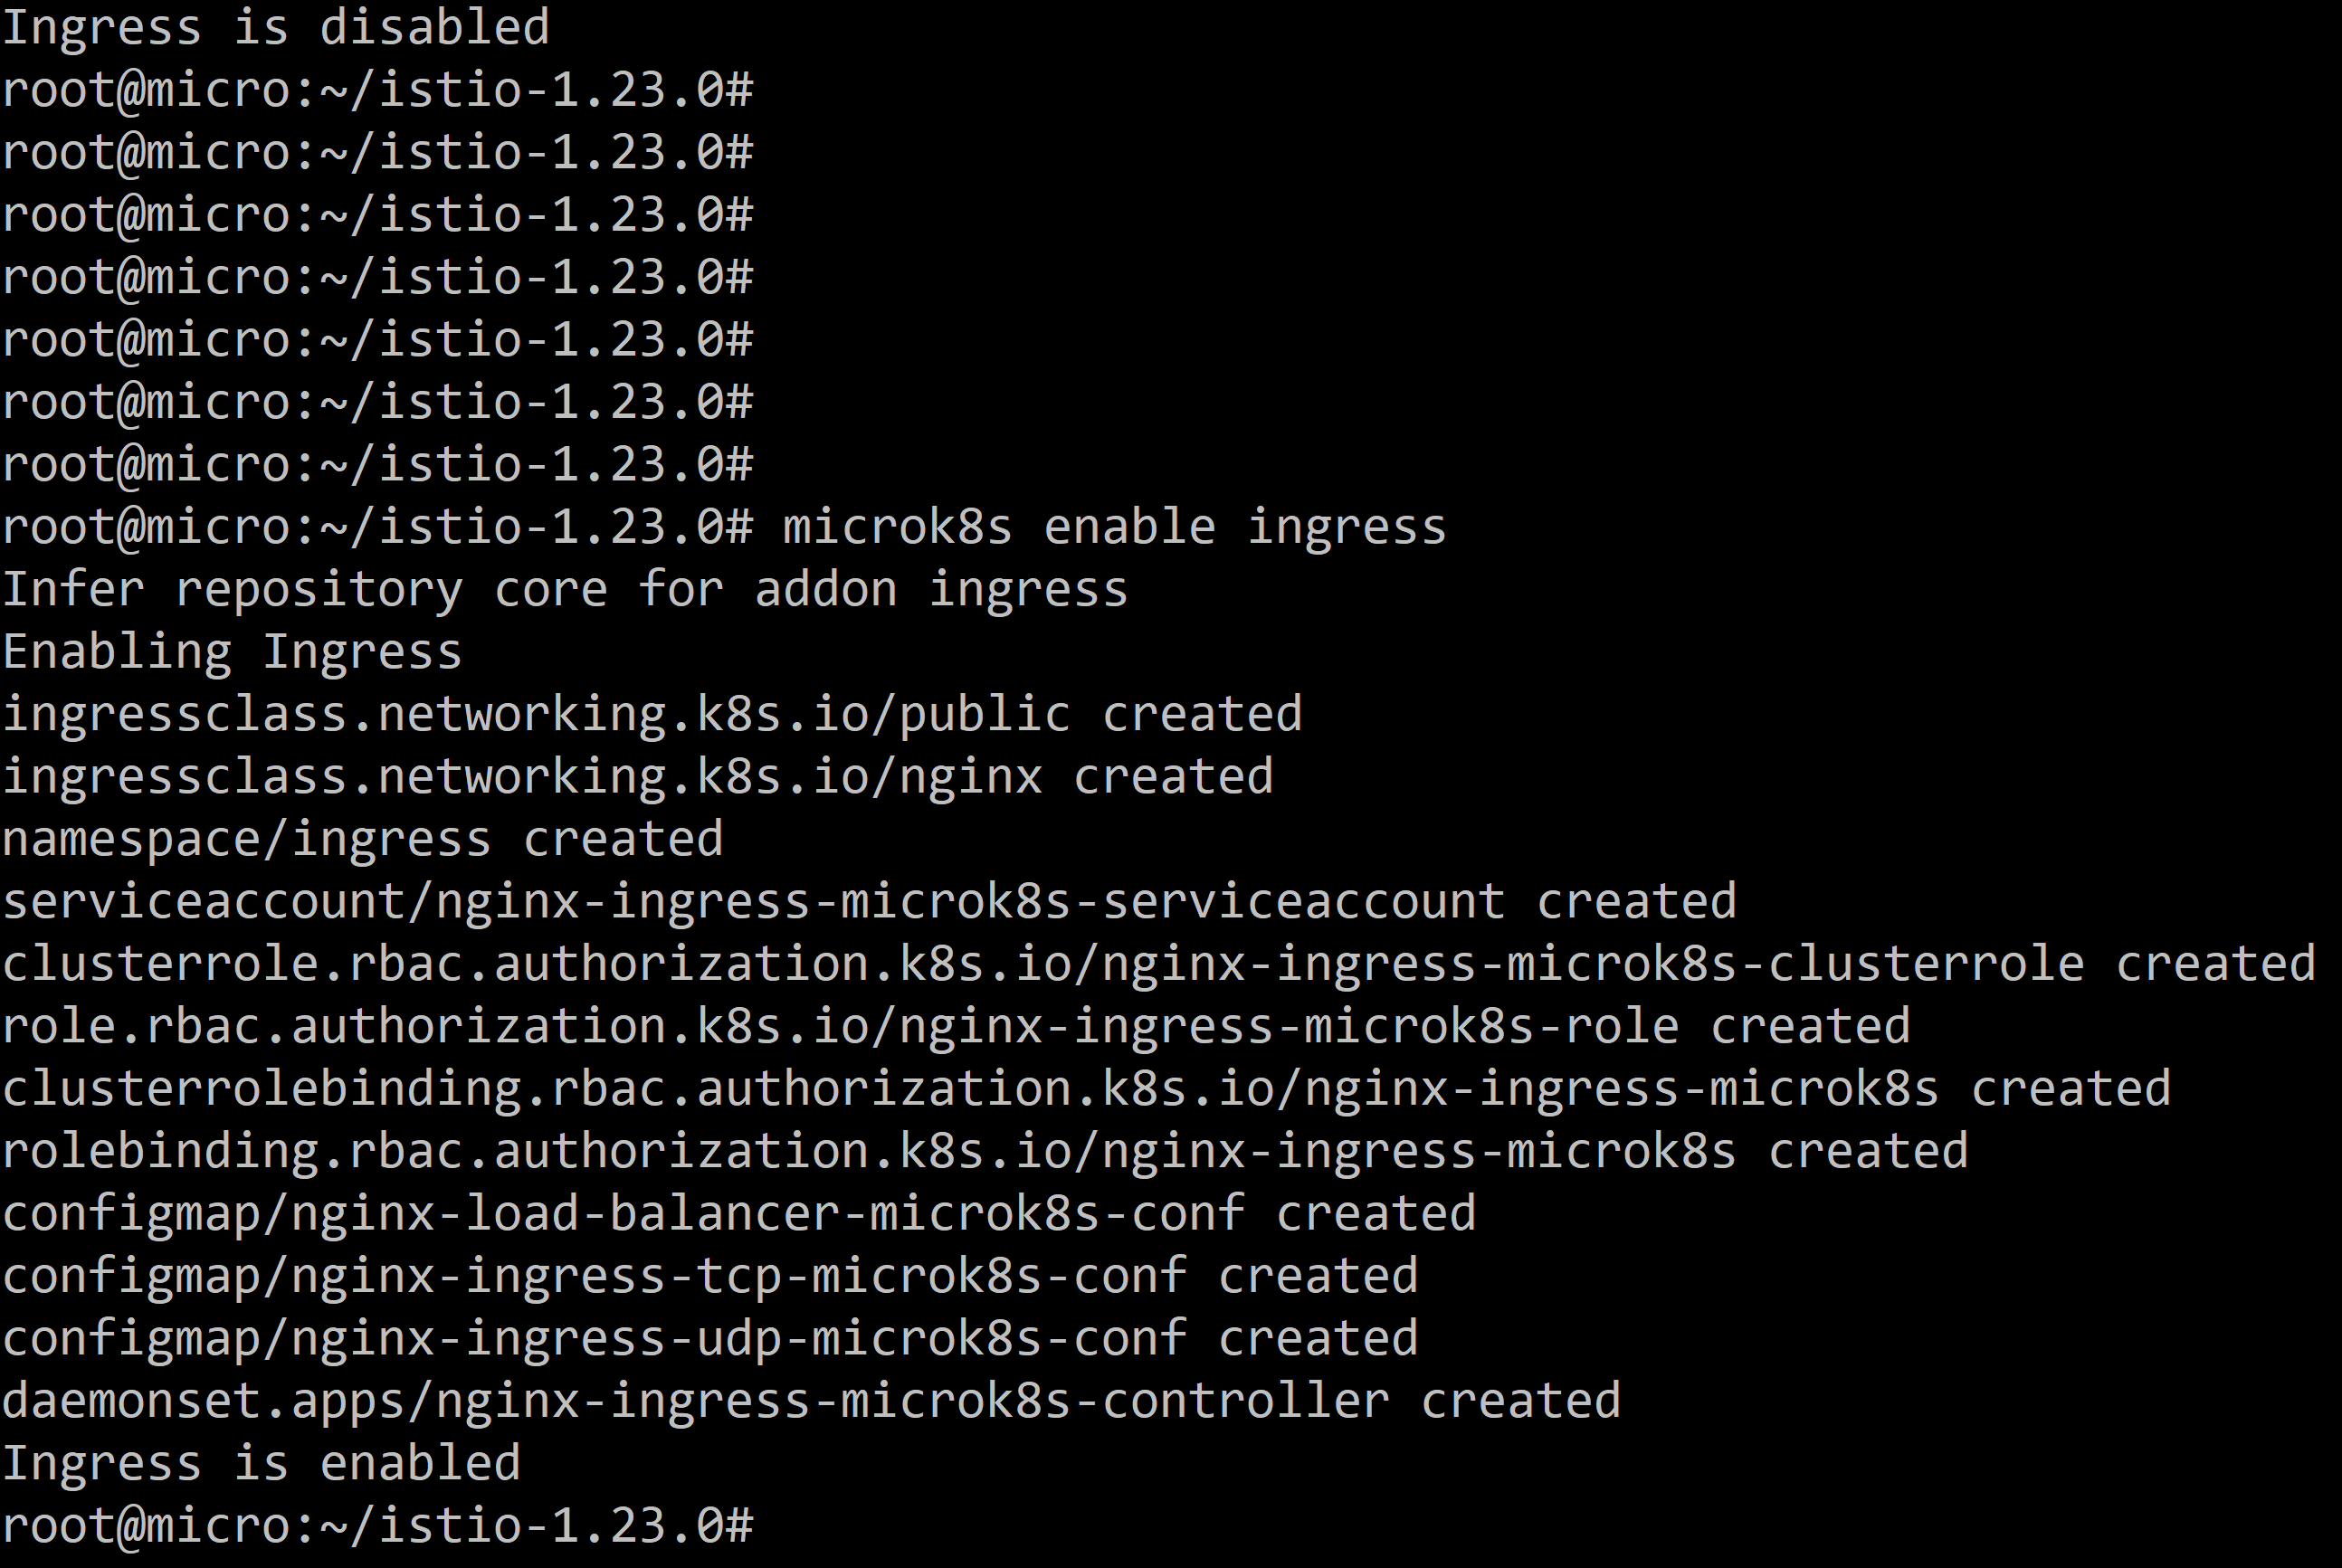 Ingress is disabled
root@micro:~/istio-1.23.0#
root@micro:~/istio-1.23.0#
root@micro:~/istio-1.23.0#
root@micro:~/istio-1.23.0#
root@micro:~/istio-1.23.0#
root@micro:~/istio-1.23.0#
root@micro:~/istio-1.23.0#
root@micro:~/istio-1.23.0# microk8s enable ingress
Infer repository core for addon ingress
Enabling Ingress
ingressclass.networking.k8s.io/public created
ingressclass.networking.k8s.io/nginx created
namespace/ingress created
serviceaccount/nginx-ingress-microk8s-serviceaccount created
clusterrole.rbac.authorization.k8s.io/nginx-ingress-microk8s-clusterrole created
role.rbac.authorization.k8s.io/nginx-ingress-microk8s-role created
clusterrolebinding.rbac.authorization.k8s.io/nginx-ingress-microk8s created
rolebinding.rbac.authorization.k8s.io/nginx-ingress-microk8s created
configmap/nginx-load-balancer-microk8s-conf created
configmap/nginx-ingress-tcp-microk8s-conf created
configmap/nginx-ingress-udp-microk8s-conf created
daemonset.apps/nginx-ingress-microk8s-controller created
Ingress is enabled
root@micro:~/istio-1.23.0#